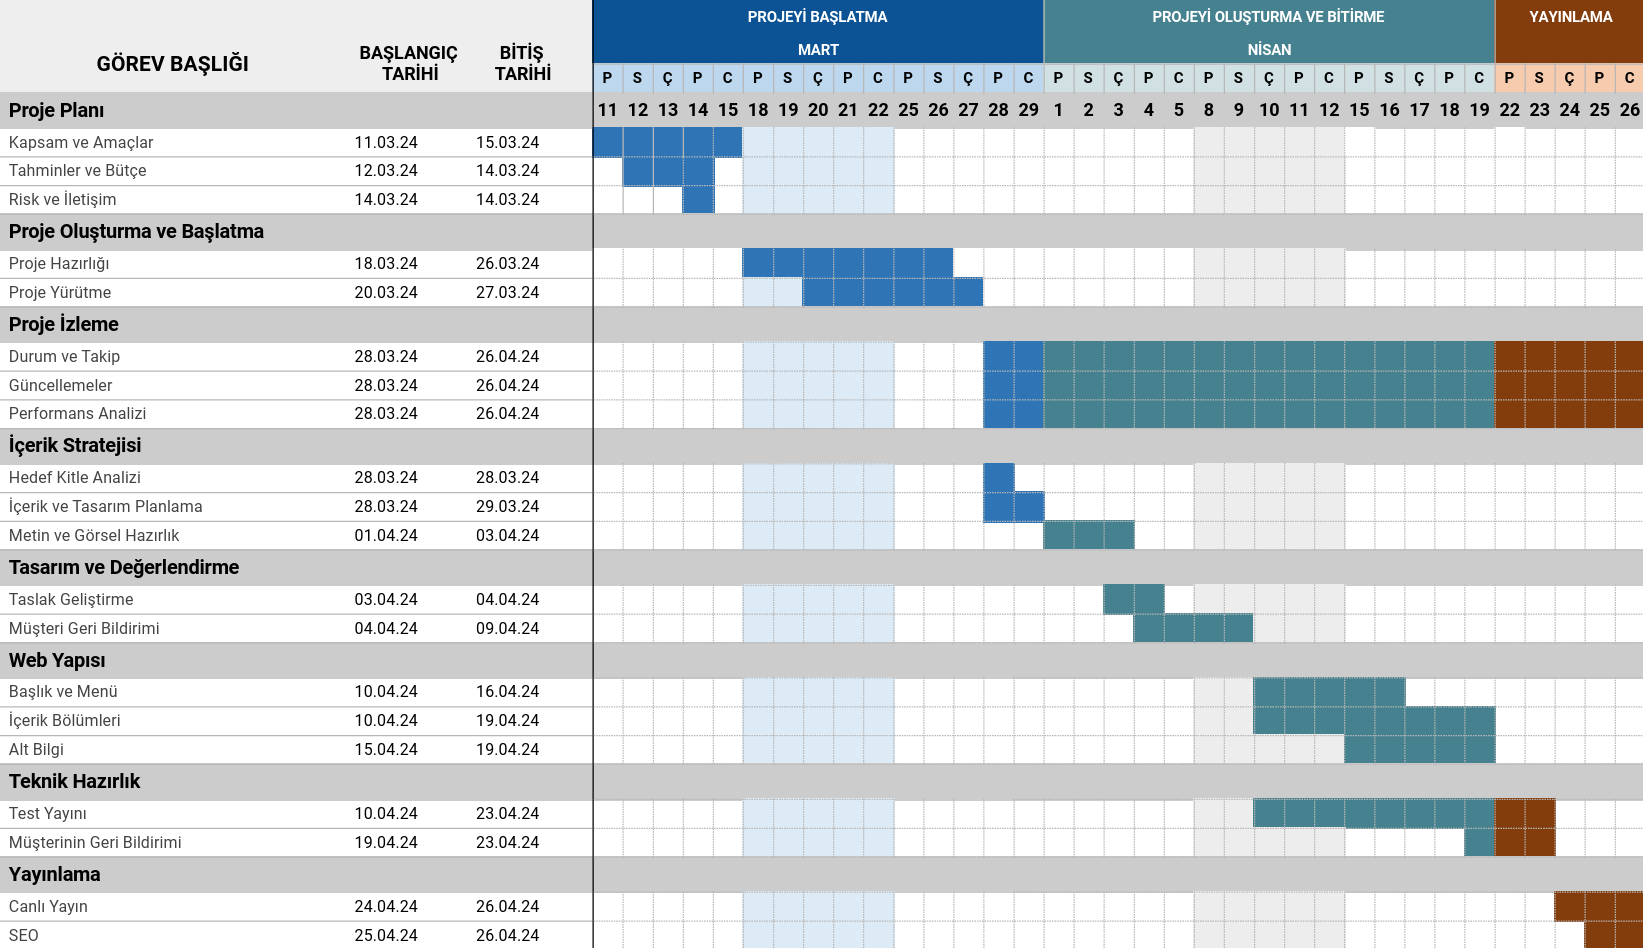 PROJEYİ BAŞLATMA PROJEYİ OLUŞTURMA VE BİTİRME YAYINLAMA
GÖREV BAŞLIĞI BAŞLANGIÇ TARİHİ BİTİŞ TARİHİ MART NİSAN
P S Ç P C P S Ç P C P S Ç P C P S Ç P C P S Ç P C P S Ç P C P S Ç P C
Proje Planı 11 12 13 14 15 18 19 20 21 22 25 26 27 28 29 1 2 3 4 5 8 9 10 11 12 15 16 17 18 19 22 23 24 25 26
Kapsam ve Amaçlar 11.03.24 15.03.24
Tahminler ve Bütçe 12.03.24 14.03.24
Risk ve İletişim 14.03.24 14.03.24
Proje Oluşturma ve Başlatma
Proje Hazırlığı 18.03.24 26.03.24
Proje Yürütme 20.03.24 27.03.24
Proje İzleme
Durum ve Takip 28.03.24 26.04.24
Güncellemeler 28.03.24 26.04.24
Performans Analizi 28.03.24 26.04.24
İçerik Stratejisi
Hedef Kitle Analizi 28.03.24 28.03.24
İçerik ve Tasarım Planlama 28.03.24 29.03.24
Metin ve Görsel Hazırlık 01.04.24 03.04.24
Tasarım ve Değerlendirme
Taslak Geliştirme 03.04.24 04.04.24
Müşteri Geri Bildirimi 04.04.24 09.04.24
Web Yapısı
Başlık ve Menü 10.04.24 16.04.24
İçerik Bölümleri 10.04.24 19.04.24
Alt Bilgi 15.04.24 19.04.24
Teknik Hazırlık
Test Yayını 10.04.24 23.04.24
Müşterinin Geri Bildirimi 19.04.24 23.04.24
Yayınlama
Canlı Yayın 24.04.24 26.04.24
SEO 25.04.24 26.04.24